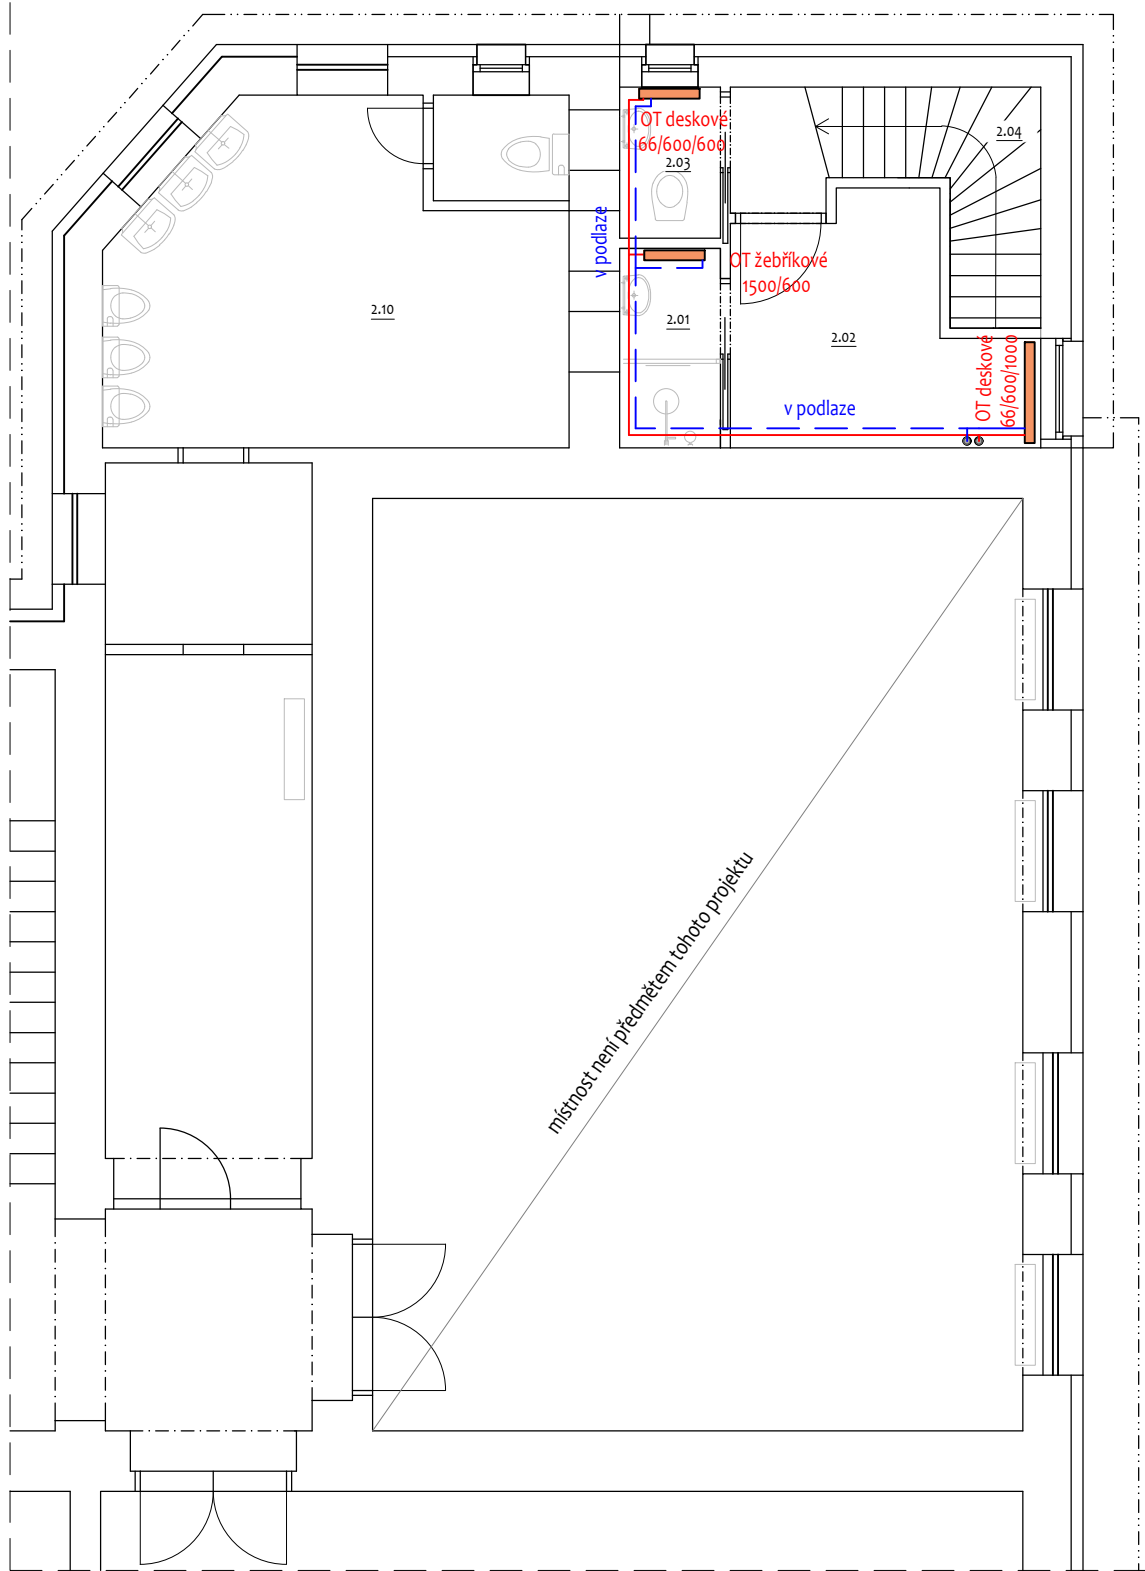 OT deskové
66/600/600
2.03
2.04
v podlaze
OT žebříkové
1500/600
2.10
2.01
2.02
OT deskové
66/600/1000
v podlaze
místnost není předmětem tohoto projektu